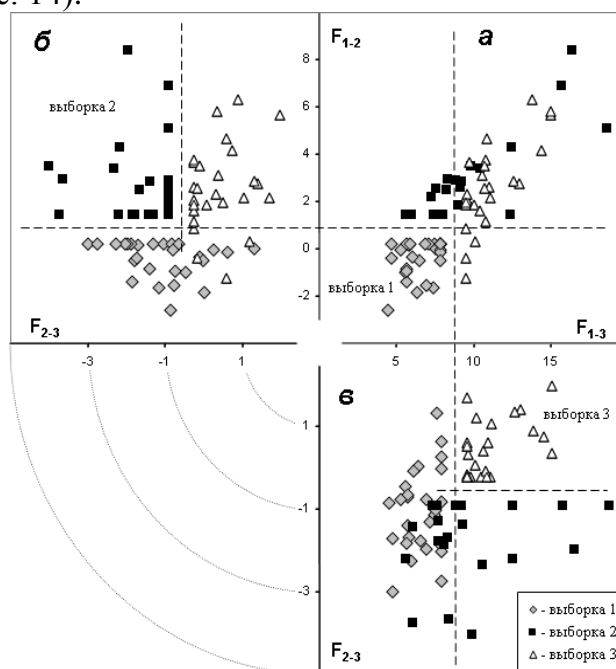 с. 14).
б
F1-2
а
8
выборка 2
6
4
2
0
выборка 1
-2
F2-3
F1-3
-3
-1
1
5
10
15
в
выборка 3
1
-1
-3
- выборка 1
- выборка 2
F2-3
- выборка 3